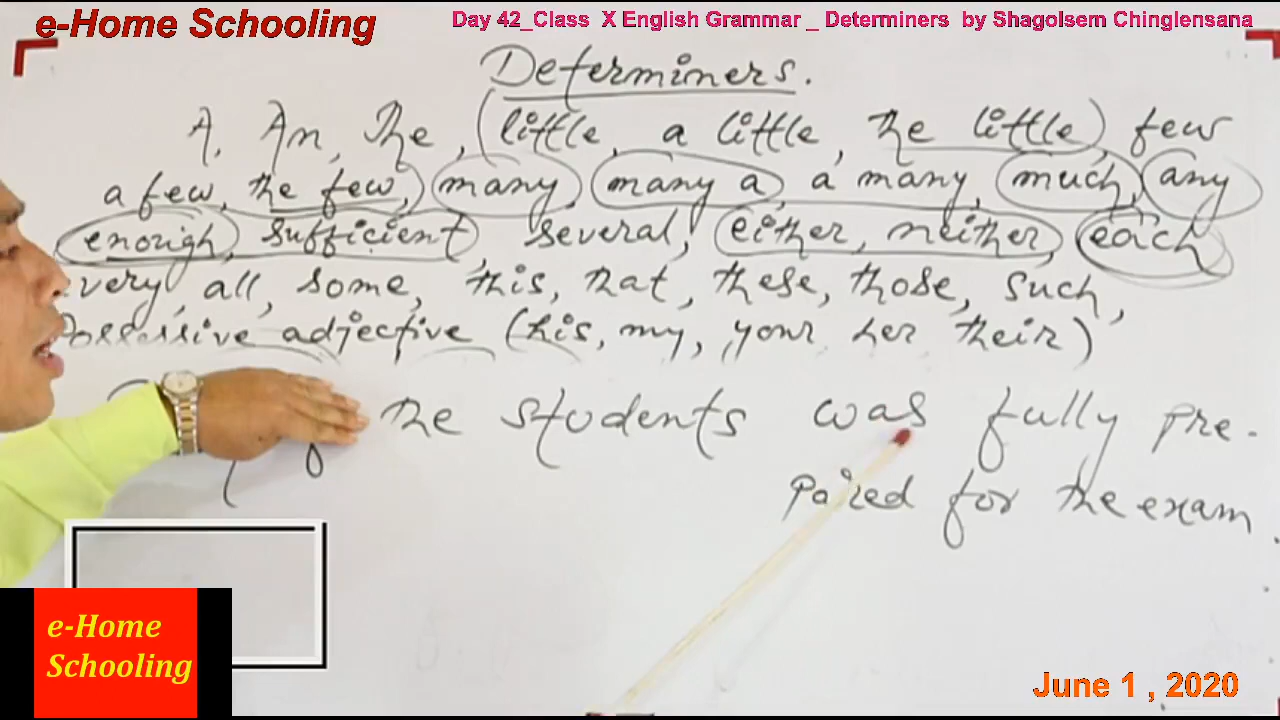 e-Home Schooling
Day 42_Class X English Grammar _ Determiners by Shagolsem Chinglensana
Determiners.
A, An, The, (little, a little, the little) few
a few, the few,) many, many a, a many, much, any
enough, sufficient, several, either, neither, each
very, all, some, this, that, these, those, such,
Possessive adjective (his, my, your her their)
the students was fully pre-
pared for the exam
e-Home
Schooling
June 1 , 2020